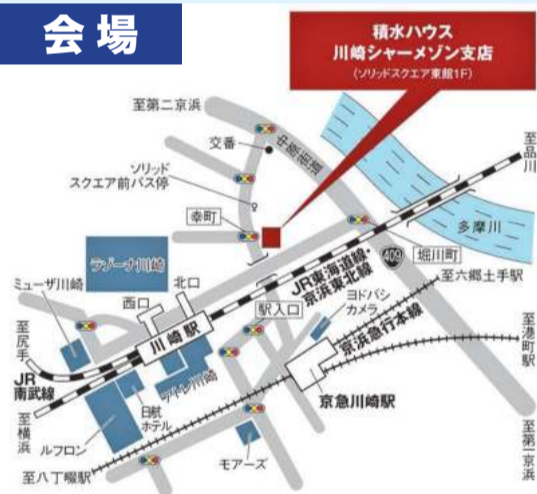 会場
積水ハウス
川崎シャーメゾン支店
(ソリッドスクエア東館1F)
至第二京浜
交番
中原街道
至品川
ソリッド
スクエア前バス停
幸町
多摩川
堀川町
409
ラゾーナ川崎
JR東海道線・
京浜東北線
至六郷土手駅
ミューザ川崎
北口
西口
駅入口
ヨドバシ
カメラ
川崎駅
京浜急行本線
至尻手
至港町駅
JR
南武線
アトレ川崎
日航
ホテル
京急川崎駅
至横浜
ルフロン
モアーズ
至八丁畷駅
至第一京浜